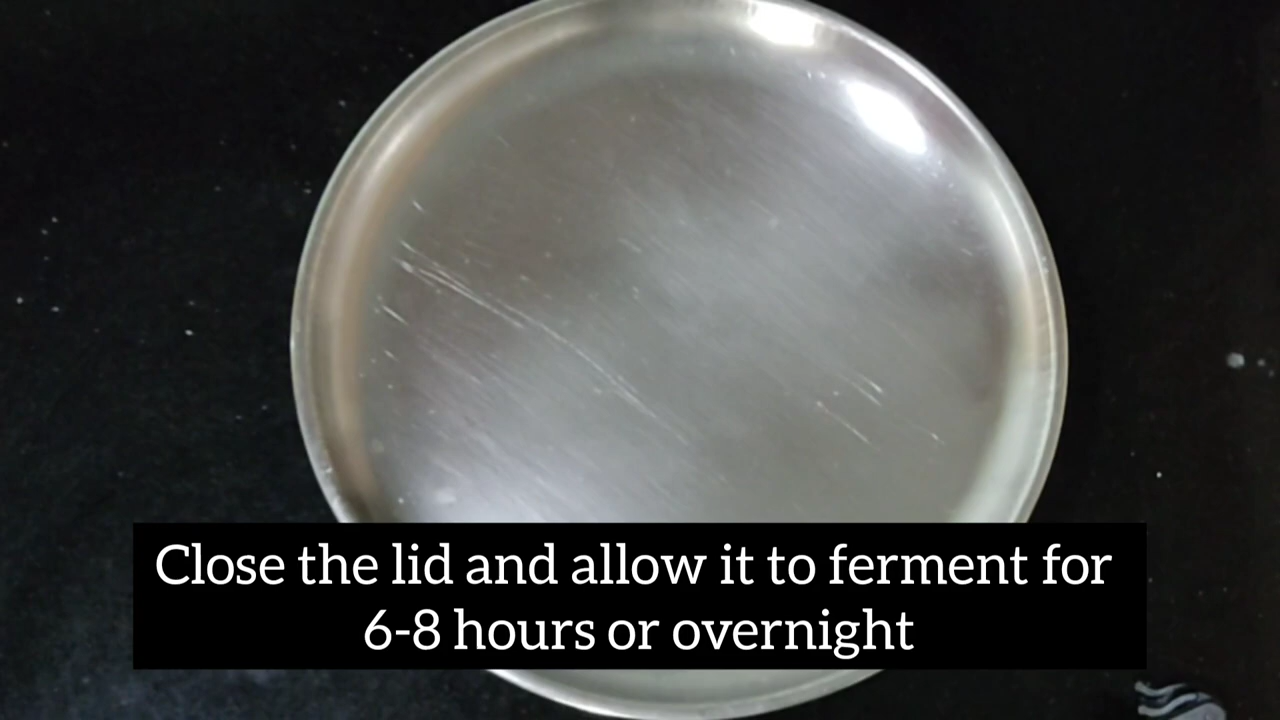 Close the lid and allow it to ferment for
6-8 hours or overnight